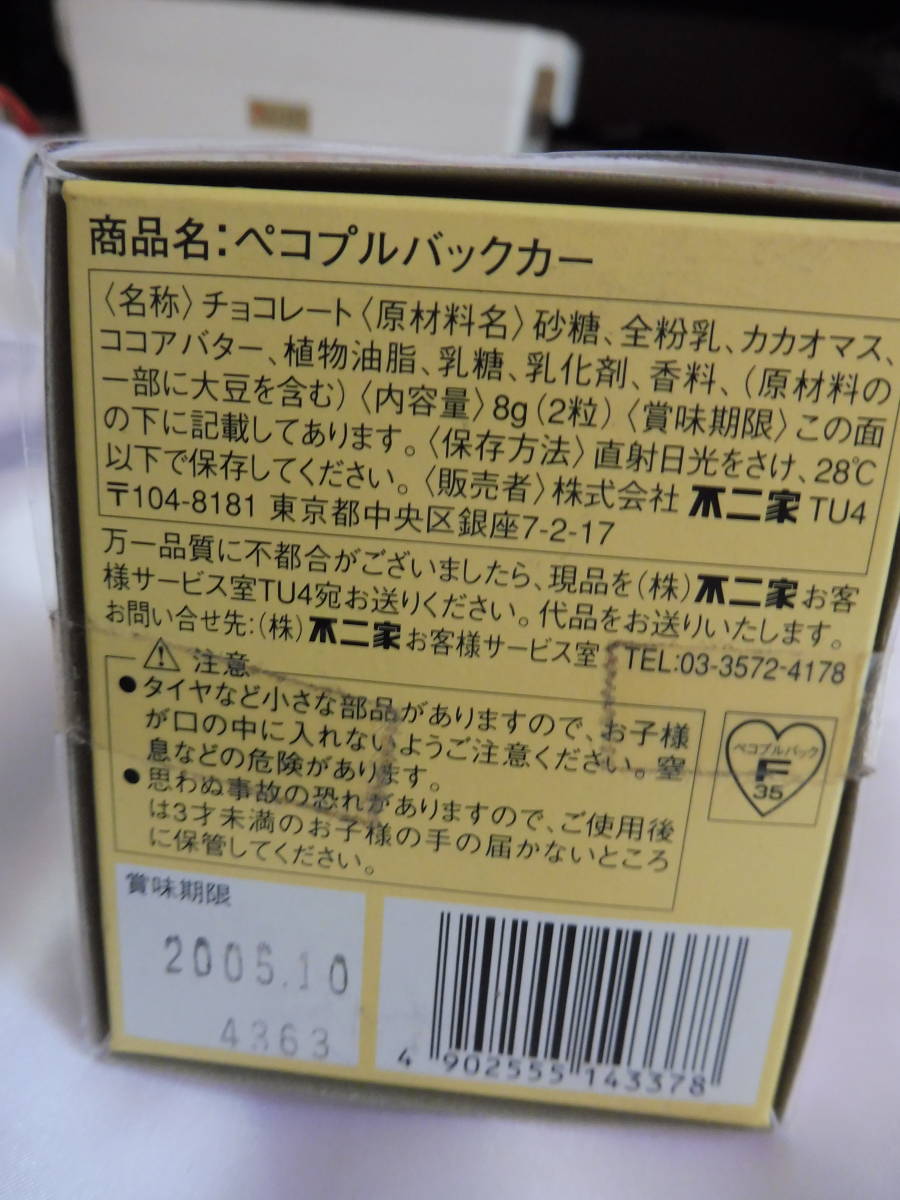 商品名：ペコプルバックカー
〈名称〉チョコレート〈原材料名〉砂糖、全粉乳、カカオマス、
ココアバター、植物油脂、乳糖、乳化剤、香料、（原材料の
一部に大豆を含む）〈内容量〉8g（2粒）〈賞味期限〉この面
の下に記載してあります。〈保存方法〉直射日光をさけ、28℃
以下で保存してください。〈販売者〉株式会社 不二家 TU4
〒104-8181 東京都中央区銀座7-2-17
万一品質に不都合がございましたら、現品を（株）不二家お客
様サービス室TU4宛お送りください。代品をお送りいたします。
お問い合せ先：（株）不二家お客様サービス室 TEL:03-3572-4178
注意
●タイヤなど小さな部品がありますので、お子様
が口の中に入れないようご注意ください。窒
息などの危険があります。
●思わぬ事故の恐れがありますので、ご使用後
は3才未満のお子様の手の届かないところ
に保管してください。
ペコプルバック
F
35
賞味期限
2005.10
4363
4 902555 143378